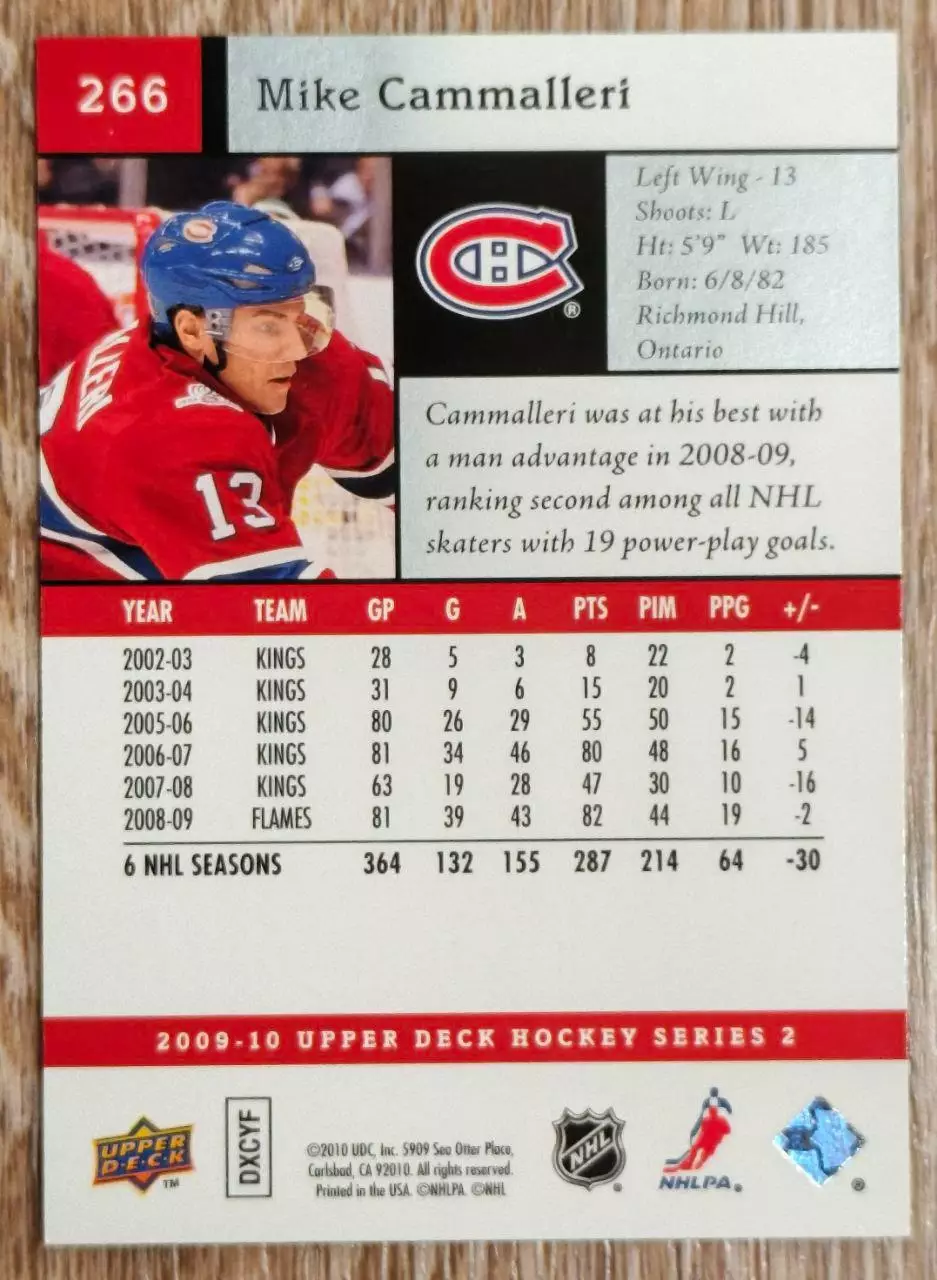 266
Mike Cammalleri
Left Wing - 13
Shoots: L
Ht: 5'9" Wt: 185
Born: 6/8/82
Richmond Hill,
Ontario
13
Cammalleri was at his best with
a man advantage in 2008-09,
ranking second among all NHL
skaters with 19 power-play goals.
YEAR TEAM GP G A PTS PIM PPG +/-
2002-03 KINGS 28 5 3 8 22 2 -4
2003-04 KINGS 31 9 6 15 20 2 1
2005-06 KINGS 80 26 29 55 50 15 -14
2006-07 KINGS 81 34 46 80 48 16 5
2007-08 KINGS 63 19 28 47 30 10 -16
2008-09 FLAMES 81 39 43 82 44 19 -2
6 NHL SEASONS 364 132 155 287 214 64 -30
2009-10 UPPER DECK HOCKEY SERIES 2
UPPER
D·E·C·K
™
DXCYF
©2010 UDC, Inc. 5909 Sea Otter Place,
Carlsbad, CA 92010. All rights reserved.
Printed in the USA. ©NHLPA. ©NHL
NHL ®
NHLPA ®
®